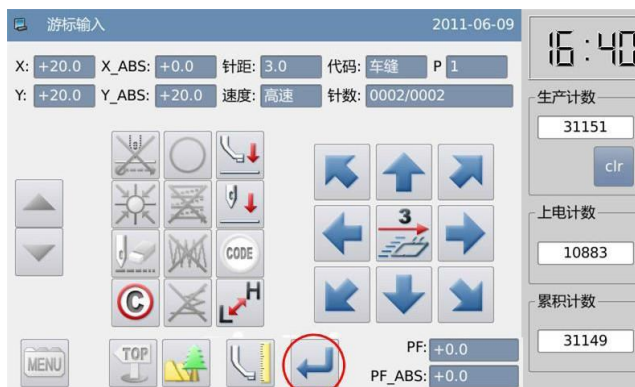 游标输入 2011-06-09
16:40
X: +20.0 X_ABS: +0.0 针距: 3.0 代码: 车缝 P 1
Y: +20.0 Y_ABS: +20.0 速度: 高速 针数: 0002/0002
生产计数
31151
clr
3
CODE
上电计数
10883
C
H
L
累积计数
31149
MENU
TOP
PF: +0.0
PF_ABS: +0.0